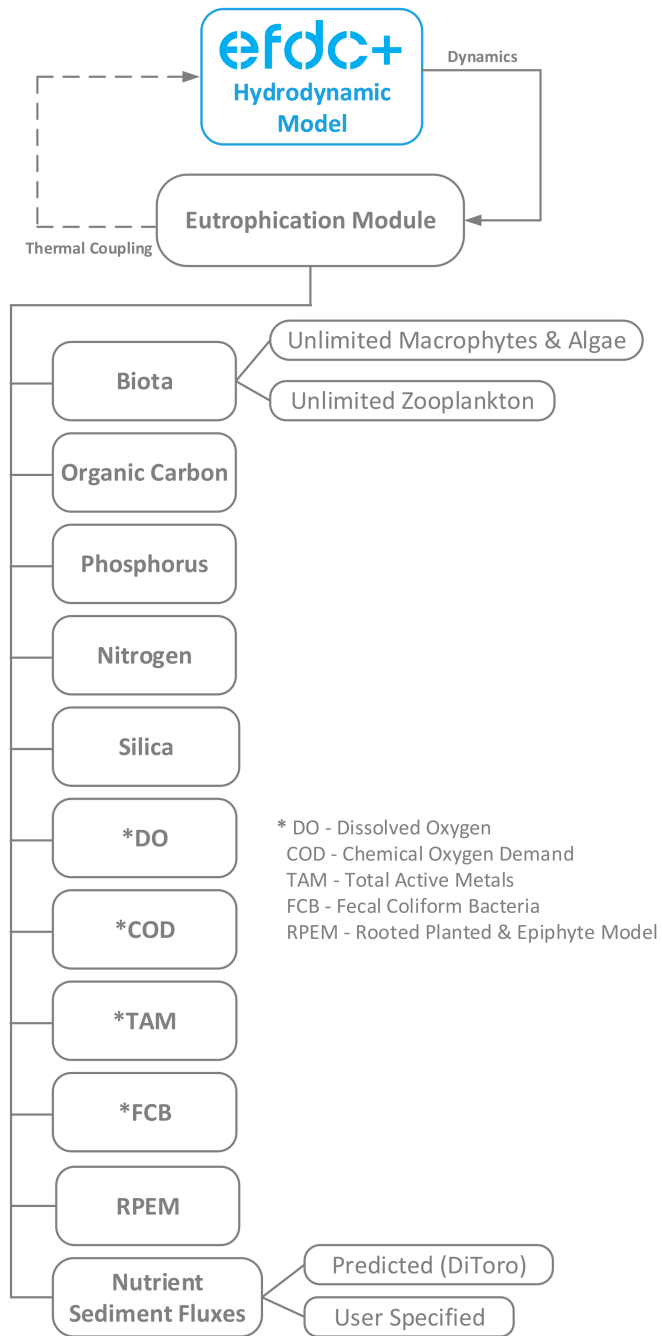 efdc+
Hydrodynamic
Model
Dynamics
Eutrophication Module
Thermal Coupling
Biota
Unlimited Macrophytes & Algae
Unlimited Zooplankton
Organic Carbon
Phosphorus
Nitrogen
Silica
*DO
* DO - Dissolved Oxygen
COD - Chemical Oxygen Demand
TAM - Total Active Metals
FCB - Fecal Coliform Bacteria
RPEM - Rooted Planted & Epiphyte Model
*COD
*TAM
*FCB
RPEM
Nutrient
Sediment Fluxes
Predicted (DiToro)
User Specified